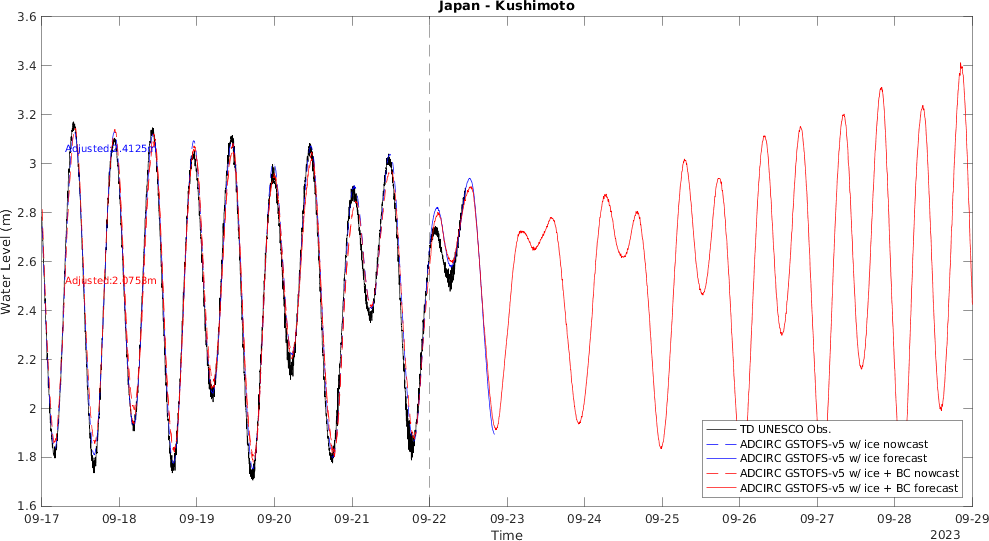 Japan - Kushimoto
3.6
3.4
3.2
3
2.8
2.6
2.4
2.2
2
1.8
1.6
Water Level (m)
Adjusted:2.0758m
TD UNESCO Obs.
ADCIRC GSTOFS-v5 w/ ice nowcast
ADCIRC GSTOFS-v5 w/ ice forecast
ADCIRC GSTOFS-v5 w/ ice + BC nowcast
ADCIRC GSTOFS-v5 w/ ice + BC forecast
09-17 09-18 09-19 09-20 09-21 09-22 09-23 09-24 09-25 09-26 09-27 09-28 09-29
Time
2023